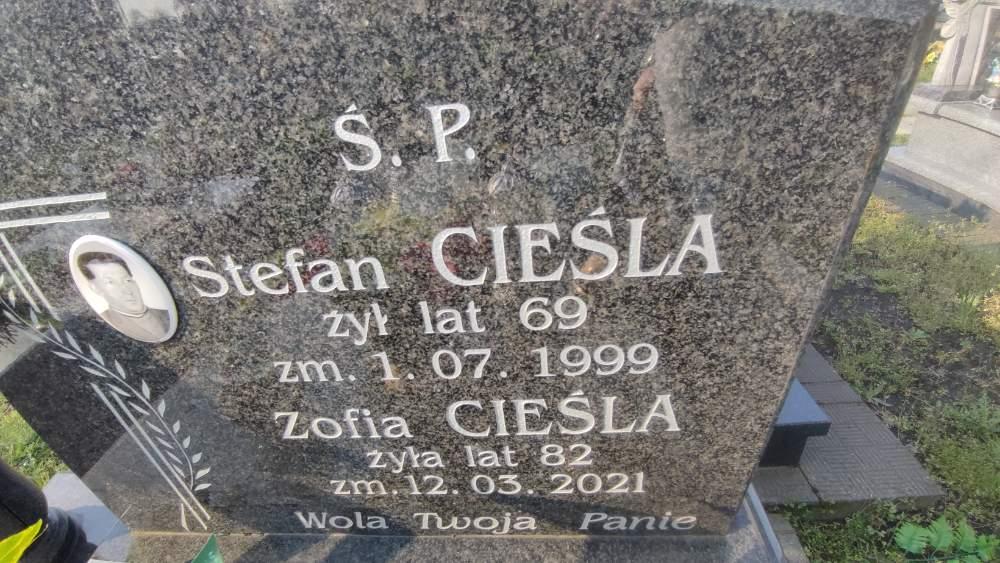 Ś. P.
Stefan CIEŚLA
żył lat 69
zm. 1. 07. 1999
Zofia CIEŚLA
żyła lat 82
zm. 12. 03. 2021
Wola Twoja Panie